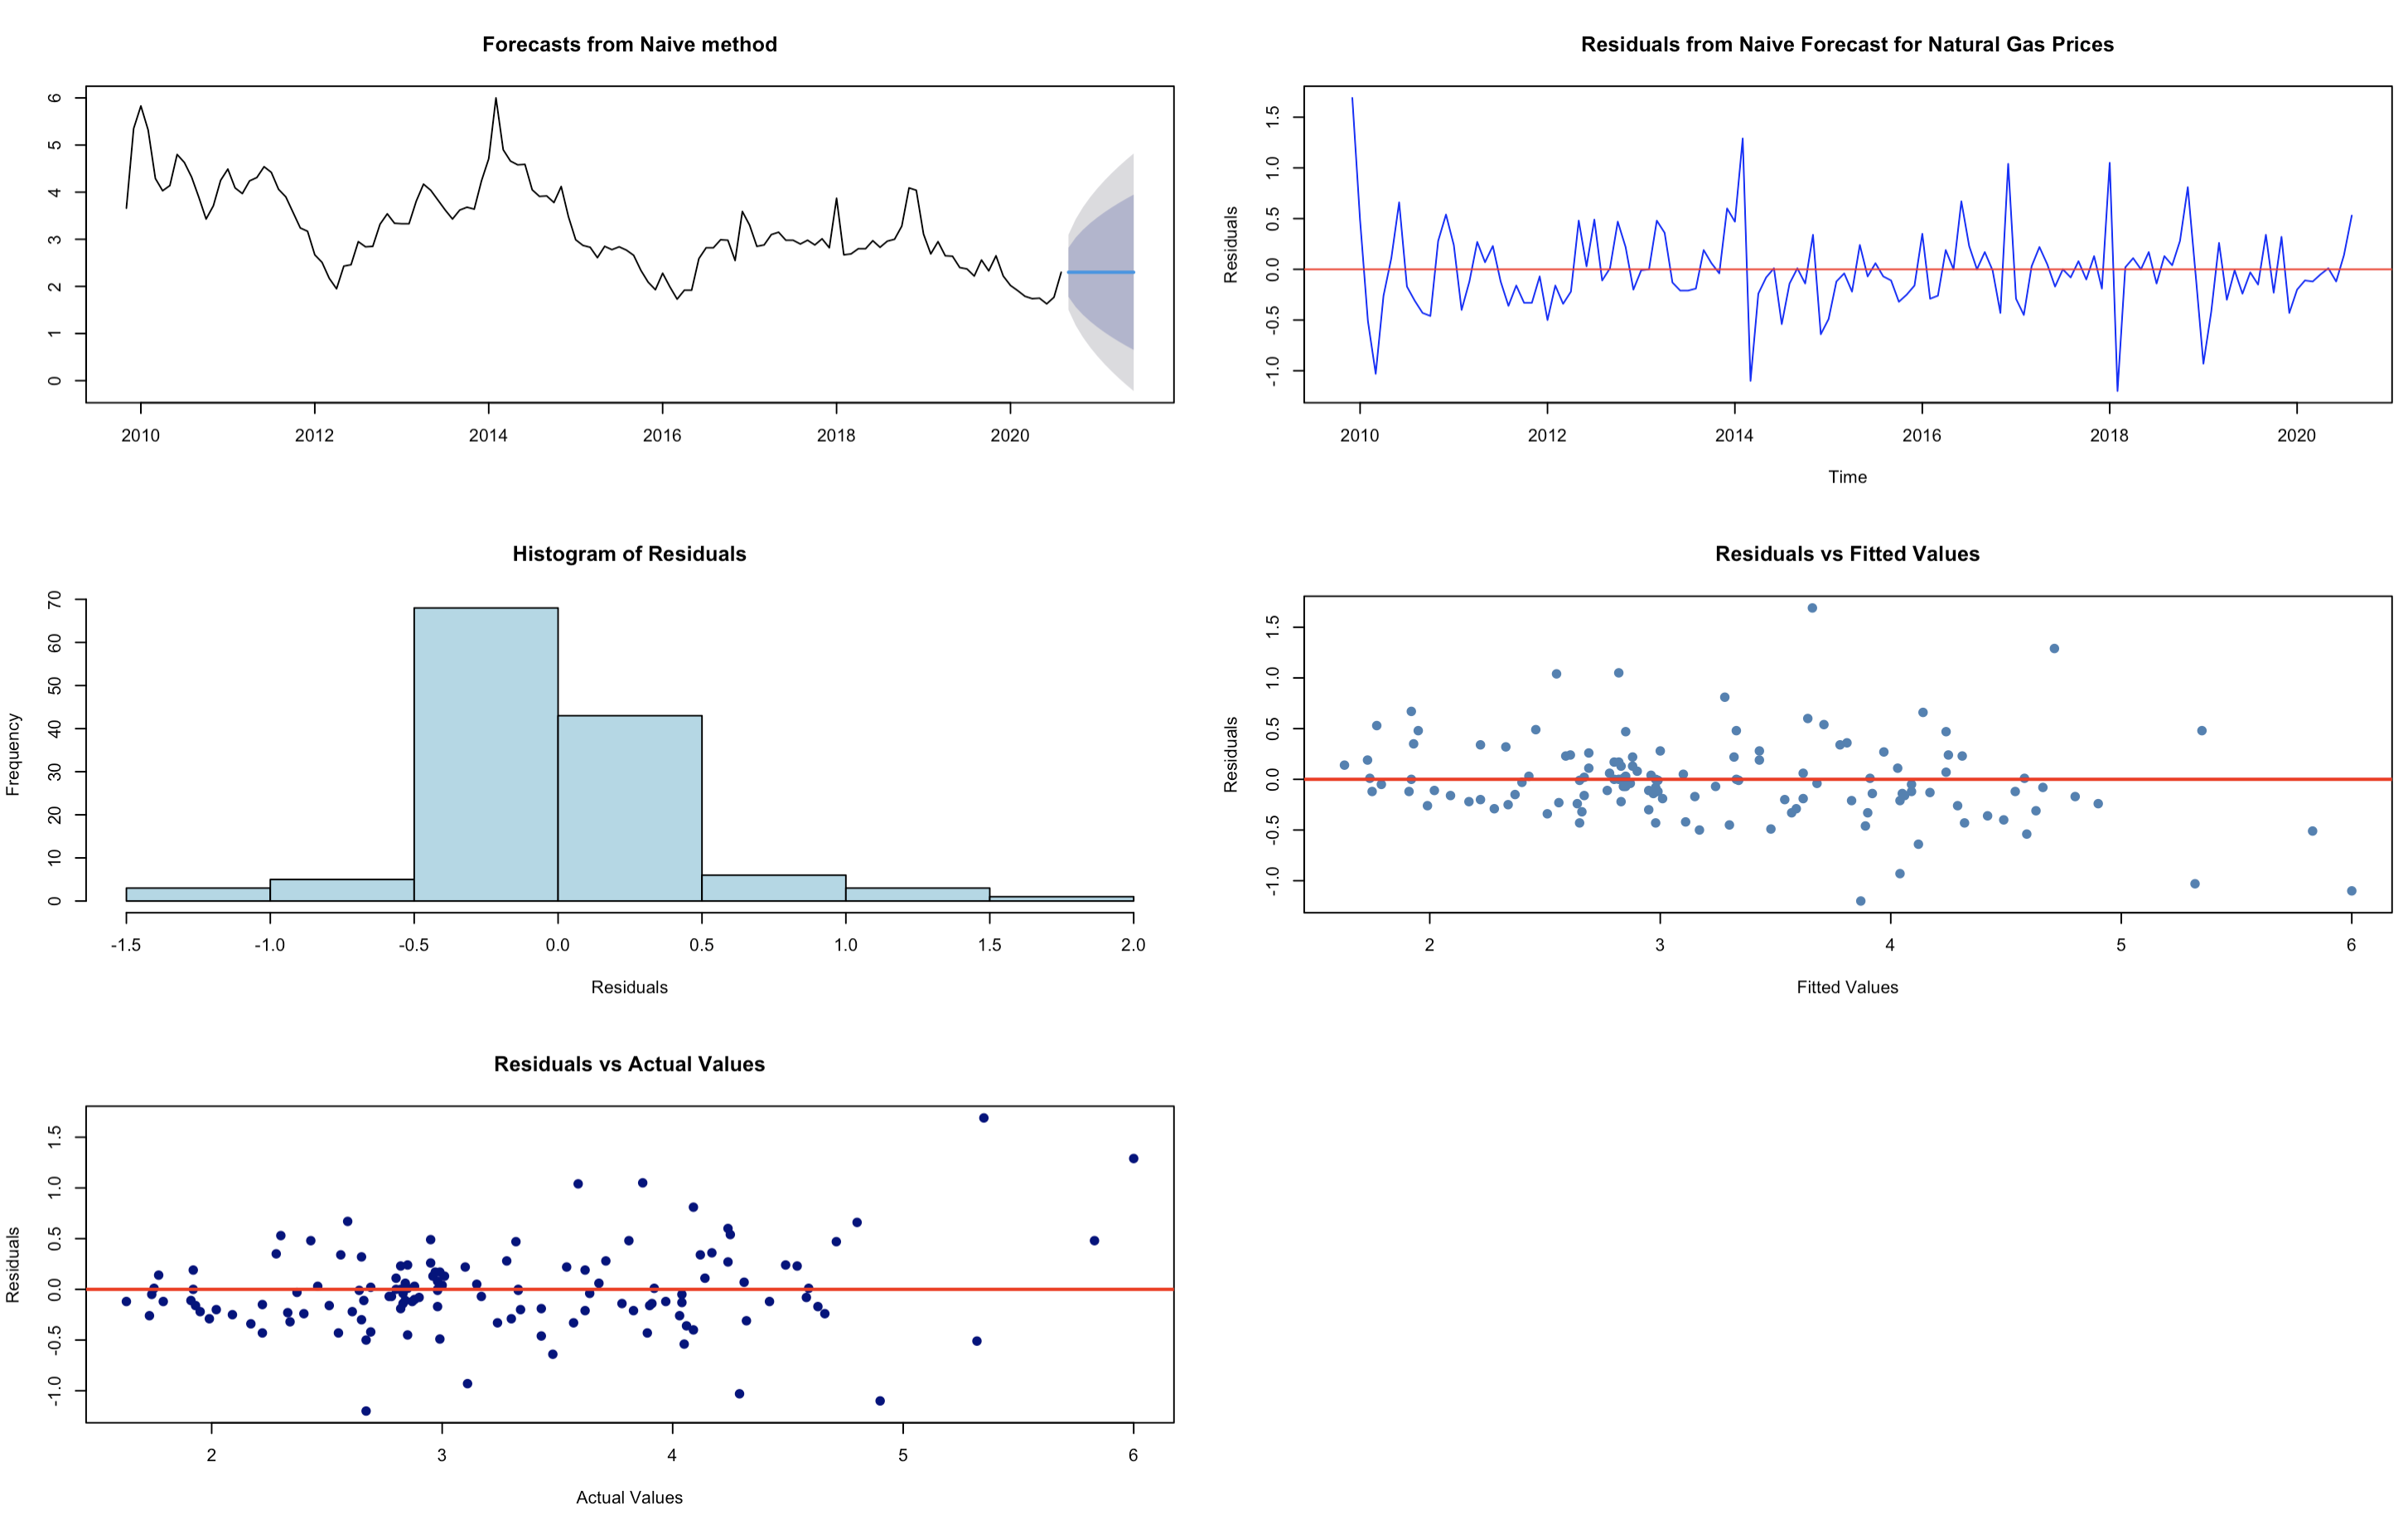 Forecasts from Naive method
6
5
4
3
2
1
0
2010 2012 2014 2016 2018 2020
Residuals from Naive Forecast for Natural Gas Prices
Residuals
1.5
1.0
0.5
0.0
-0.5
-1.0
2010 2012 2014 2016 2018 2020
Time
Histogram of Residuals
Frequency
70
60
50
40
30
20
10
0
-1.5 -1.0 -0.5 0.0 0.5 1.0 1.5 2.0
Residuals
Residuals vs Fitted Values
Residuals
1.5
1.0
0.5
0.0
-0.5
-1.0
2 3 4 5 6
Fitted Values
Residuals vs Actual Values
Residuals
1.5
1.0
0.5
0.0
-0.5
-1.0
2 3 4 5 6
Actual Values